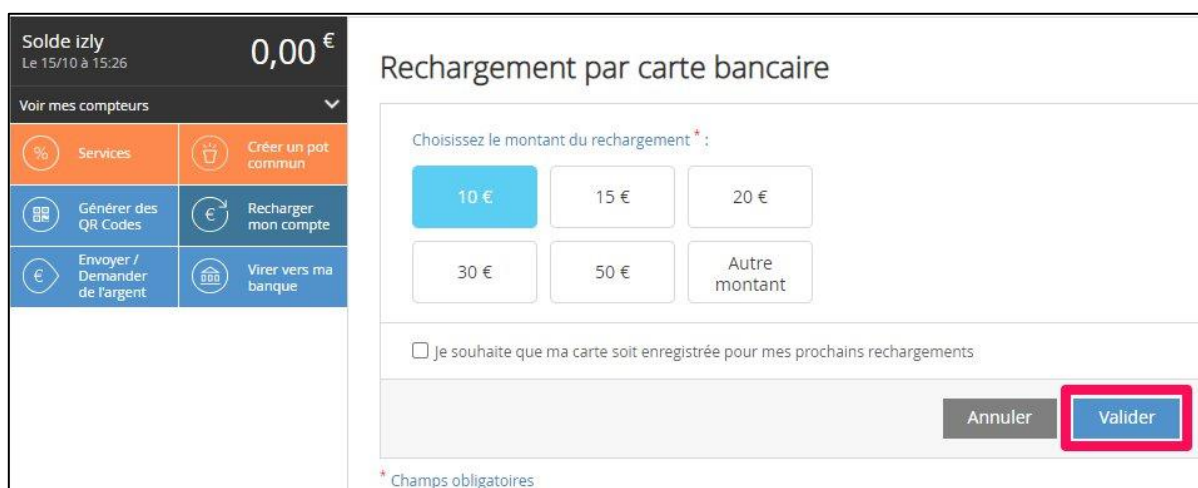 Solde izly
0,00 €
Le 15/10 à 15:26
Voir mes compteurs
% Services
Créer un pot
commun
Générer des
QR Codes
€ Recharger
mon compte
€ Envoyer /
Demander
de l'argent
Virer vers ma
banque
Rechargement par carte bancaire
Choisissez le montant du rechargement * :
10 €
15 €
20 €
30 €
50 €
Autre
montant
Je souhaite que ma carte soit enregistrée pour mes prochains rechargements
Annuler
Valider
* Champs obligatoires